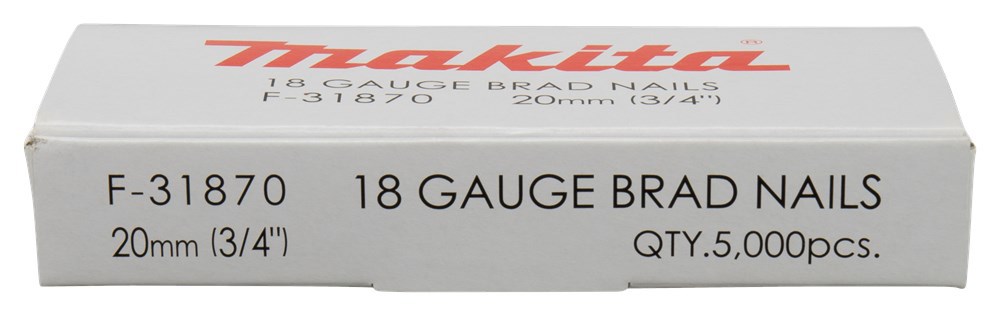 makita®
18 GAUGE BRAD NAILS
F-31870 20mm (3/4")
F-31870 18 GAUGE BRAD NAILS
20mm (3/4") QTY.5,000pcs.